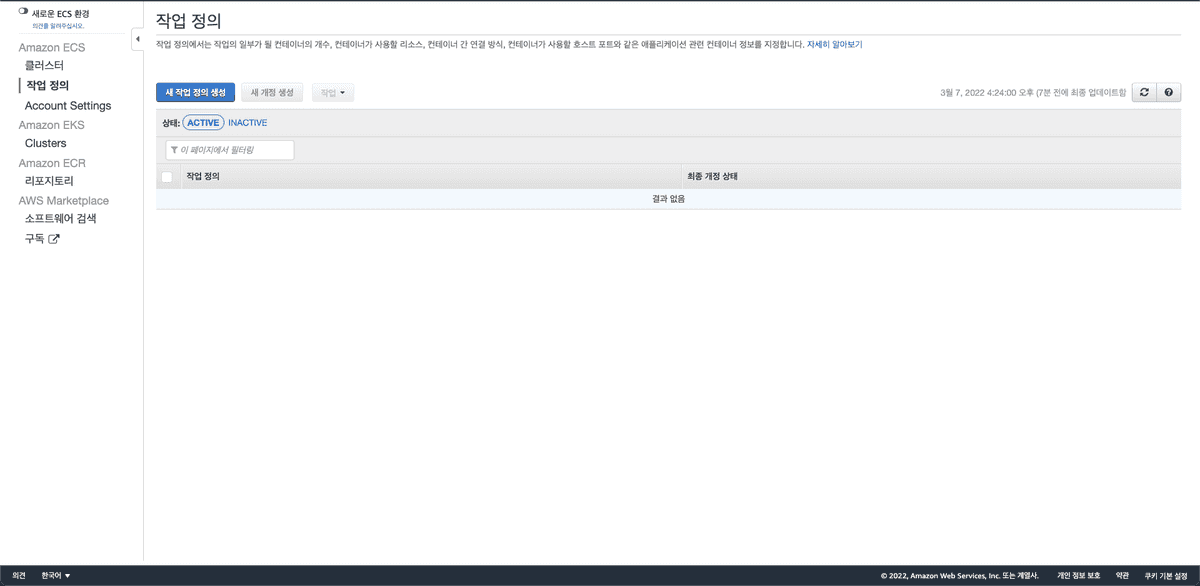 새로운 ECS 환경
의견을 알려주십시오.
Amazon ECS
클러스터
작업 정의
Account Settings
Amazon EKS
Clusters
Amazon ECR
리포지토리
AWS Marketplace
소프트웨어 검색
구독
작업 정의
작업 정의에서는 작업의 일부가 될 컨테이너의 개수, 컨테이너가 사용할 리소스, 컨테이너 간 연결 방식, 컨테이너가 사용할 호스트 포트와 같은 애플리케이션 관련 컨테이너 정보를 지정합니다. 자세히 알아보기
새 작업 정의 생성 새 개정 생성 작업
3월 7, 2022 4:24:00 오후 (7분 전에 최종 업데이트함
상태: ACTIVE INACTIVE
이 페이지에서 필터링
작업 정의 최종 개정 상태
결과 없음
의견 한국어 © 2022, Amazon Web Services, Inc. 또는 계열사. 개인 정보 보호 약관 쿠키 기본 설정